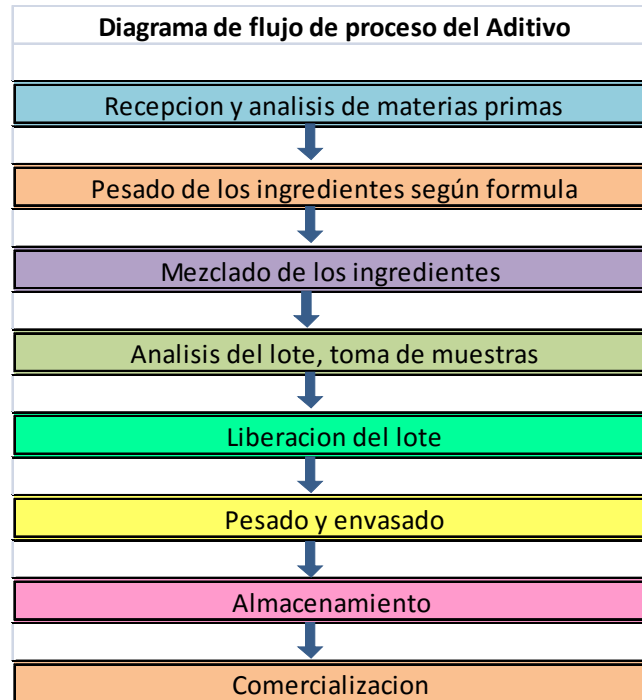 Diagrama de flujo de proceso del Aditivo
Recepcion y analisis de materias primas
Pesado de los ingredientes según formula
Mezclado de los ingredientes
Analisis del lote, toma de muestras
Liberacion del lote
Pesado y envasado
Almacenamiento
Comercializacion